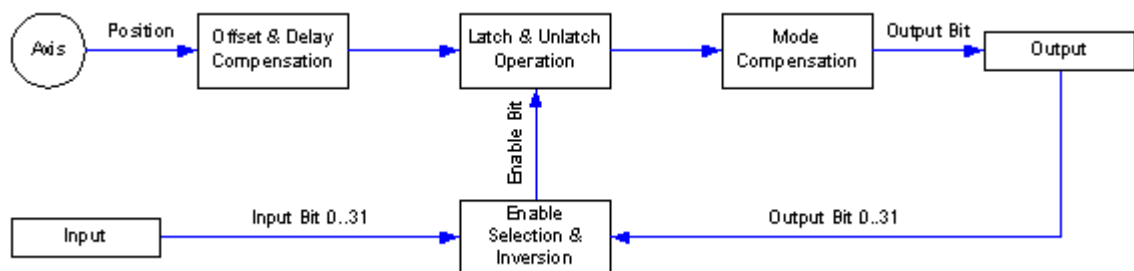 Axis
Position
Offset & Delay
Compensation
Latch & Unlatch
Operation
Mode
Compensation
Output Bit
Output
Enable Bit
Input
Input Bit 0..31
Enable
Selection &
Inversion
Output Bit 0..31